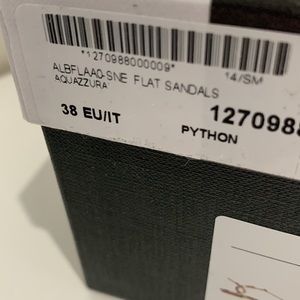 *1270988000009*
14/SM
ALBFLAA0-SNE FLAT SANDALS
AQUAZZURA
38 EU/IT
127098
PYTHON